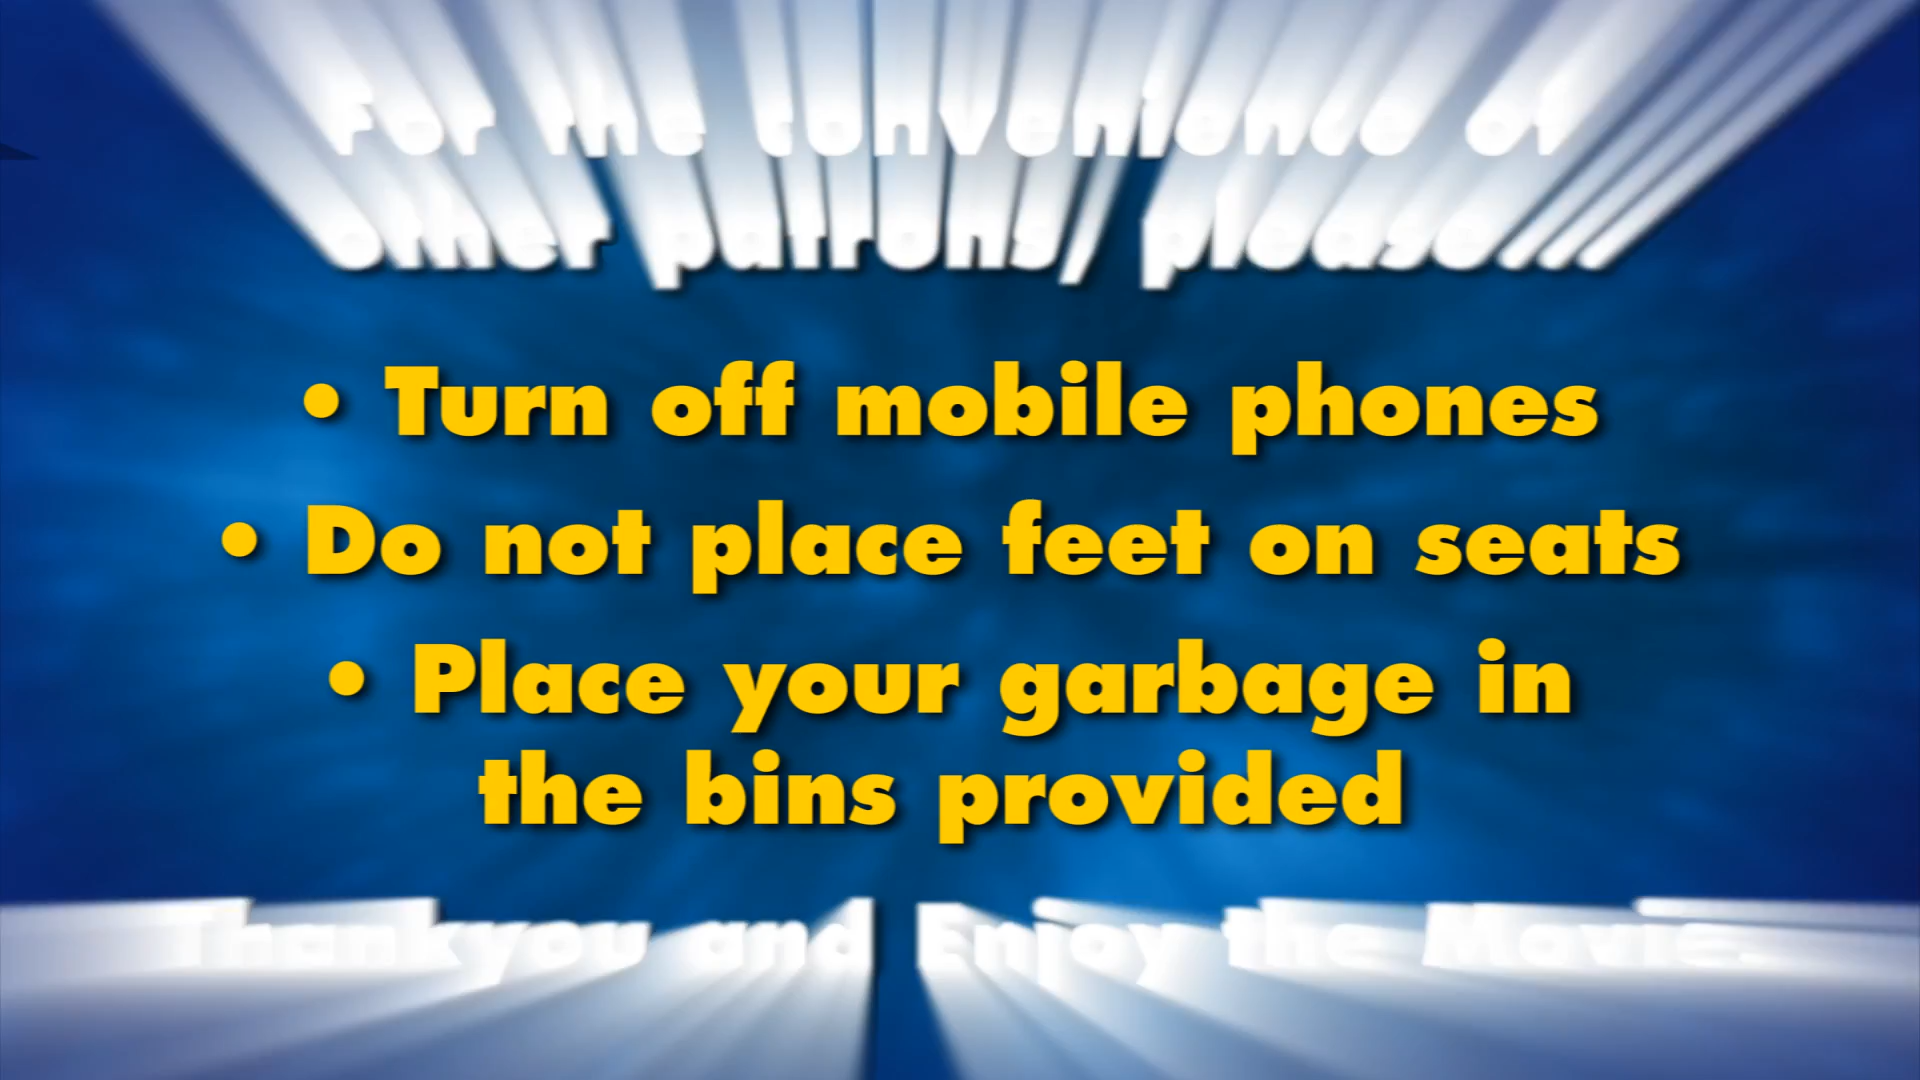 For the convenience of
other patrons, please...
• Turn off mobile phones
• Do not place feet on seats
• Place your garbage in
the bins provided
Thankyou and Enjoy the Movie.